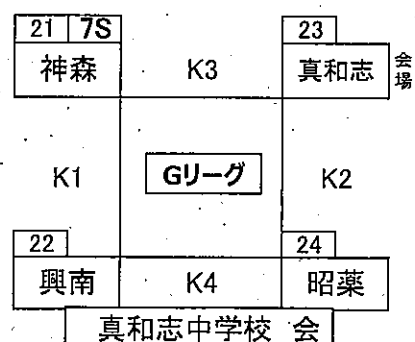 21 7S 23
神森 K3 真和志 会場
K1 Gリーグ K2
22 24
興南 K4 昭薬
真和志中学校 会